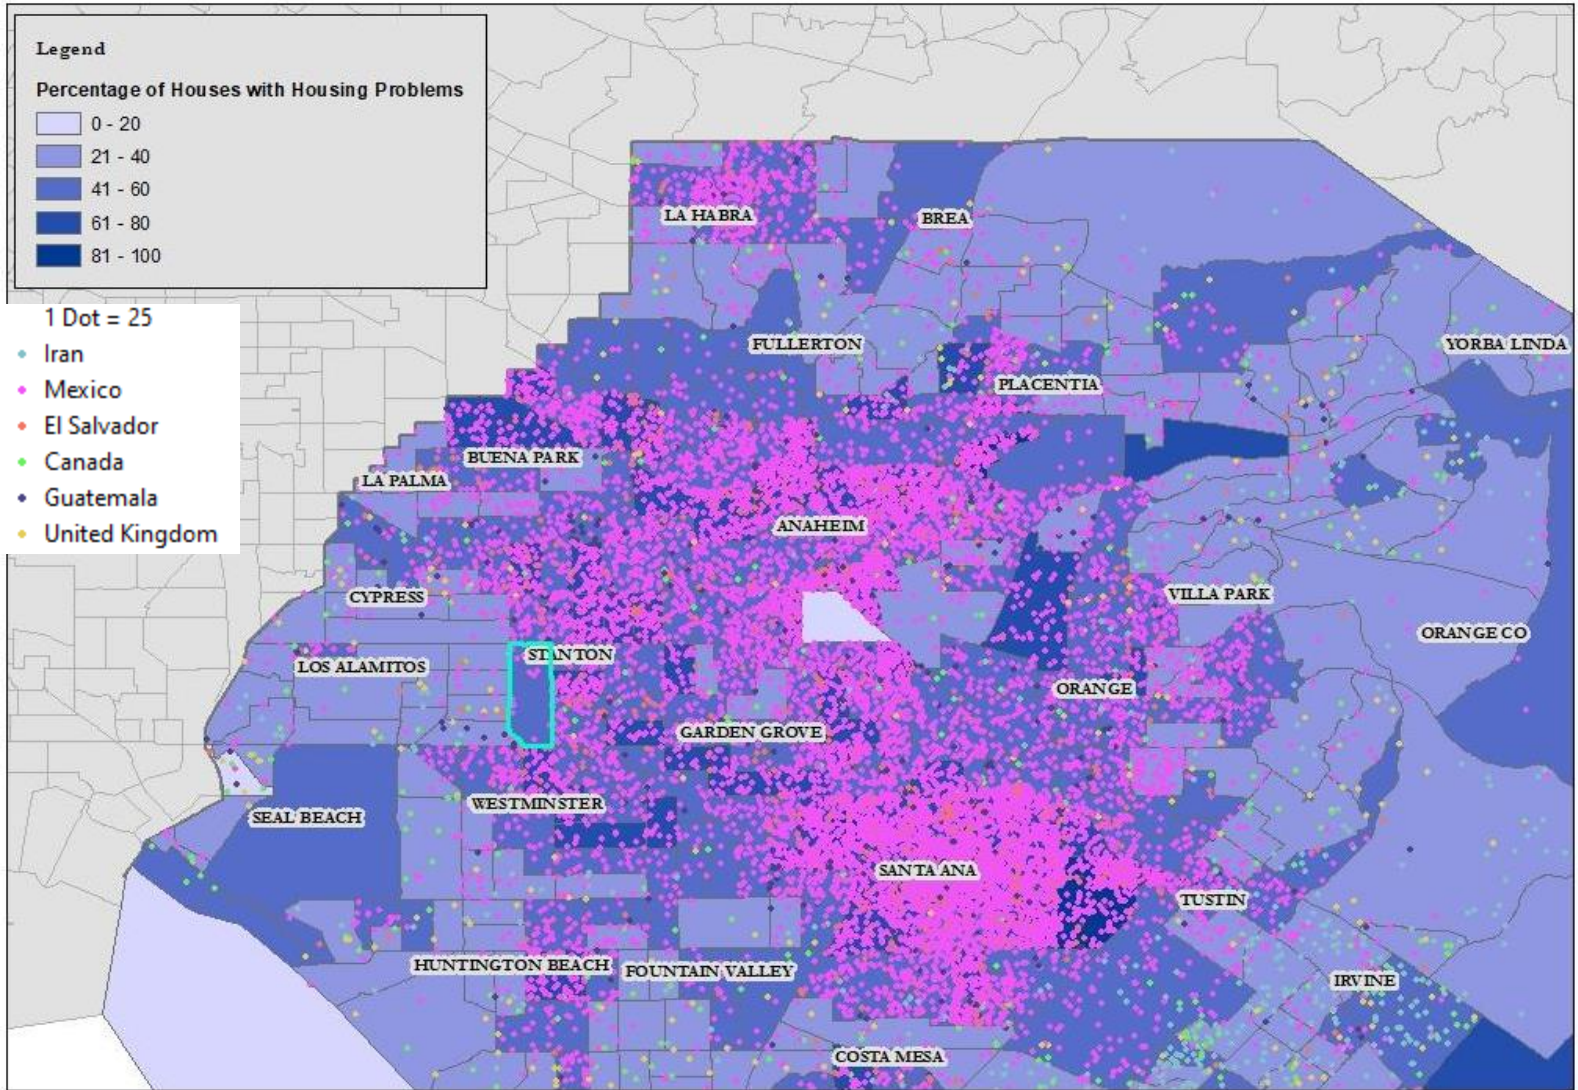 Legend
Percentage of Houses with Housing Problems
0 - 20
21 - 40
41 - 60
61 - 80
81 - 100
1 Dot = 25
Iran
Mexico
El Salvador
Canada
Guatemala
United Kingdom
LA HABRA
BREA
FULLERTON
YORBA LINDA
PLACENTIA
BUENA PARK
LA PALMA
ANAHEIM
CYPRESS
VILLA PARK
ORANGE CO
STANTON
LOS ALAMITOS
ORANGE
GARDEN GROVE
WESTMINSTER
SEAL BEACH
SANTA ANA
TUSTIN
HUNTINGTON BEACH
FOUNTAIN VALLEY
IRVINE
COSTA MESA